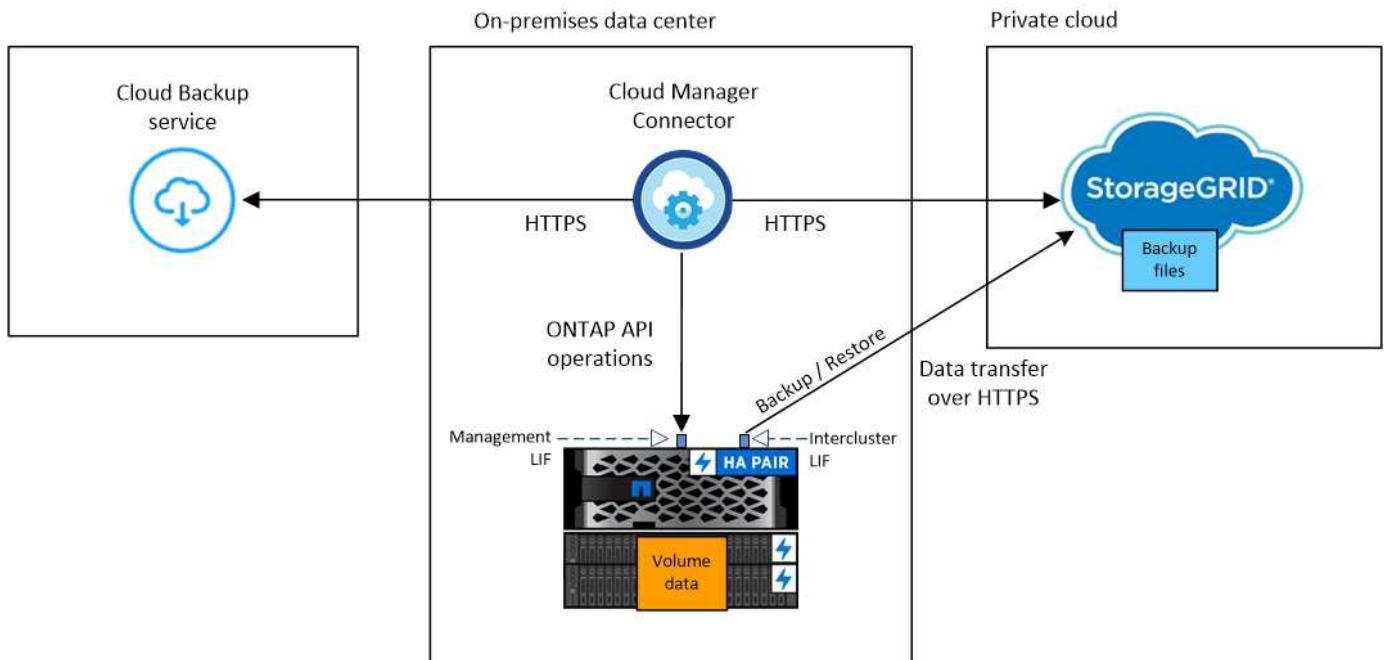 On-premises data center
Private cloud
Cloud Backup
service
Cloud Manager
Connector
StorageGRID®
Backup
files
HTTPS
HTTPS
ONTAP API
operations
Backup / Restore
Data transfer
over HTTPS
Management
LIF
Intercluster
LIF
HA PAIR
Volume
data